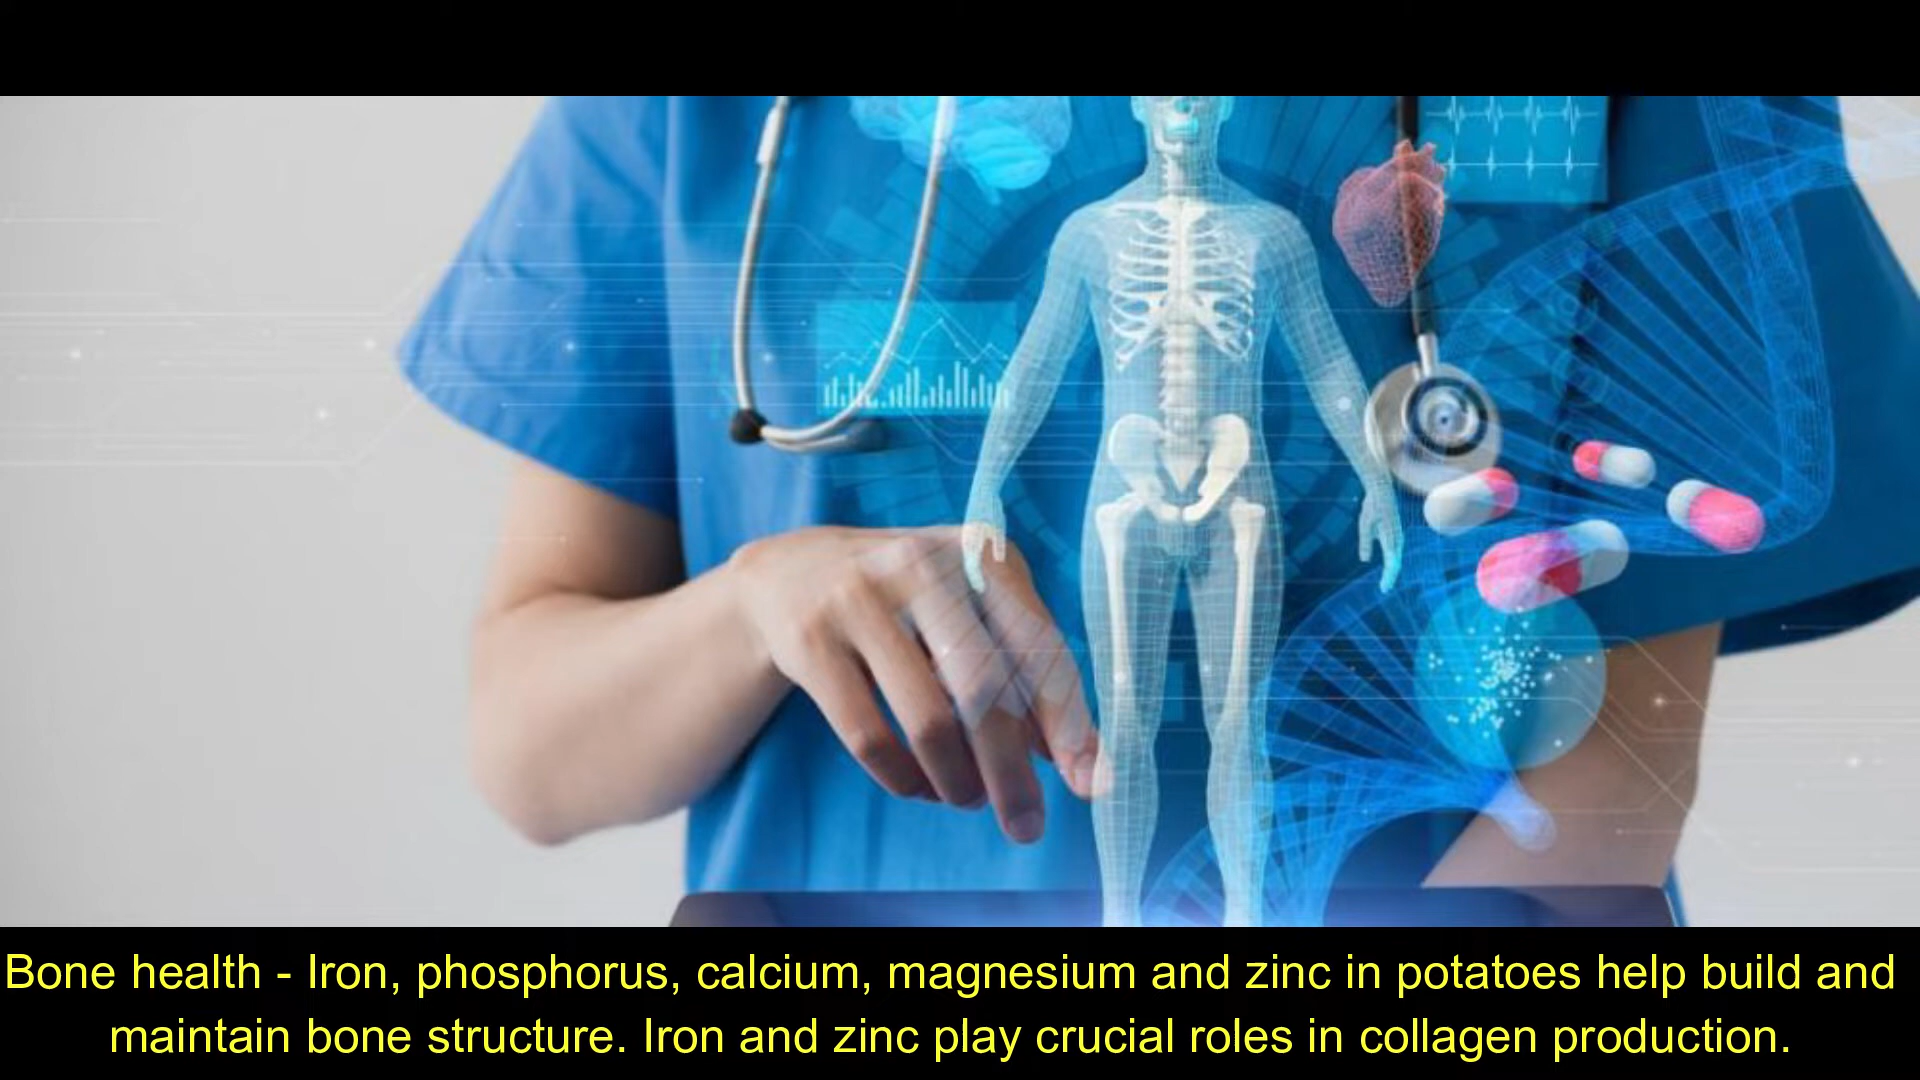 Bone health - Iron, phosphorus, calcium, magnesium and zinc in potatoes help build and
maintain bone structure. Iron and zinc play crucial roles in collagen production.